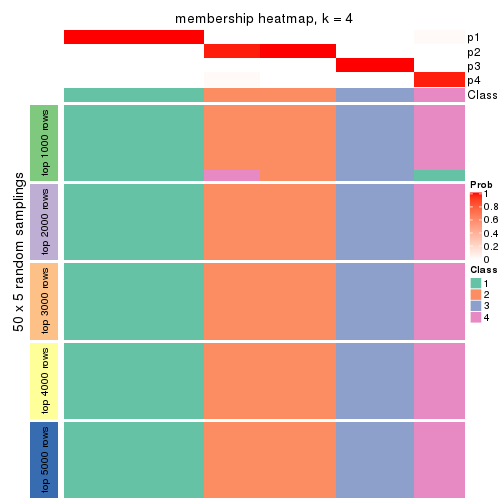 membership heatmap, k = 4
p1
p2
p3
p4
Class
50 x 5 random samplings
top 1000 rows
top 2000 rows
top 3000 rows
top 4000 rows
top 5000 rows
Prob
1
0.8
0.6
0.4
0.2
0
Class
1
2
3
4